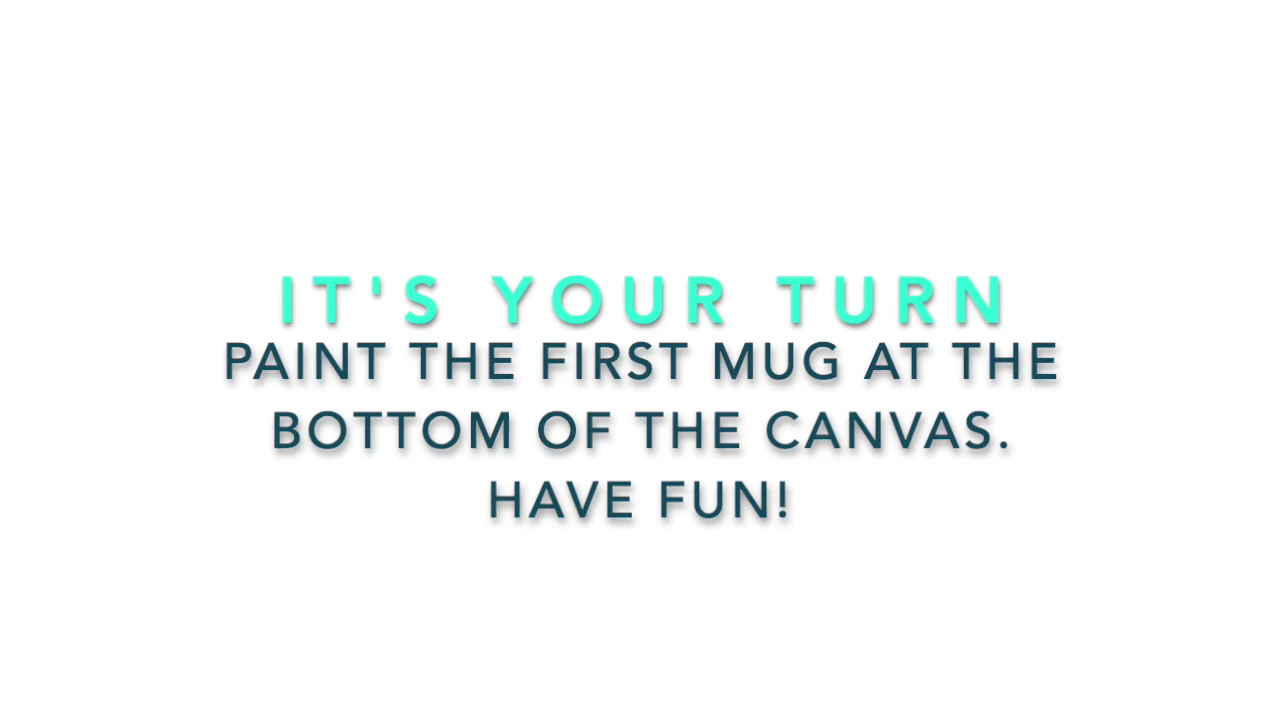 IT'S YOUR TURN
PAINT THE FIRST MUG AT THE
BOTTOM OF THE CANVAS.
HAVE FUN!